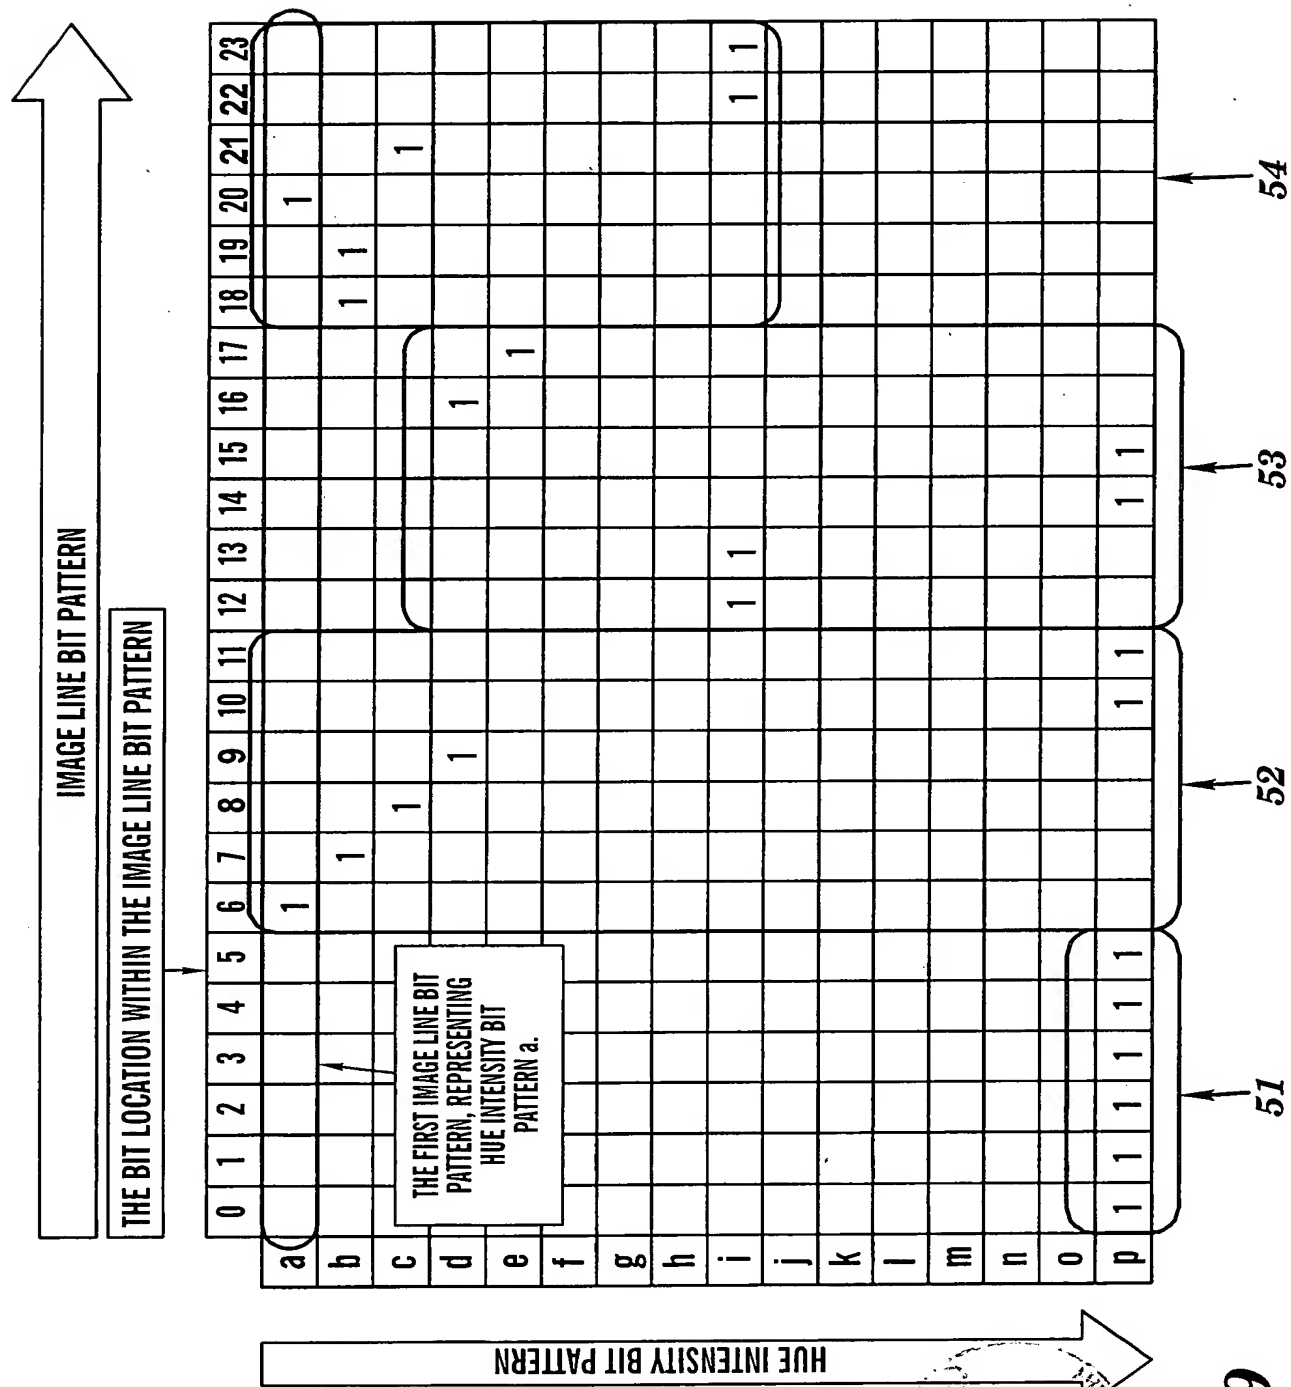 IMAGE LINE BIT PATTERN
THE BIT LOCATION WITHIN THE IMAGE LINE BIT PATTERN
0 1 2 3 4 5 6 7 8 9 10 11 12 13 14 15 16 17 18 19 20 21 22 23
a 1 1
b 1 1 1
c 1 1
d 1 1
e 1
f
g
h
i 1 1 1 1
j
k
l
m
n
o
p 1 1 1 1 1 1 1 1 1 1
THE FIRST IMAGE LINE BIT
PATTERN, REPRESENTING
HUE INTENSITY BIT
PATTERN a.
HUE INTENSITY BIT PATTERN
51
52
53
54